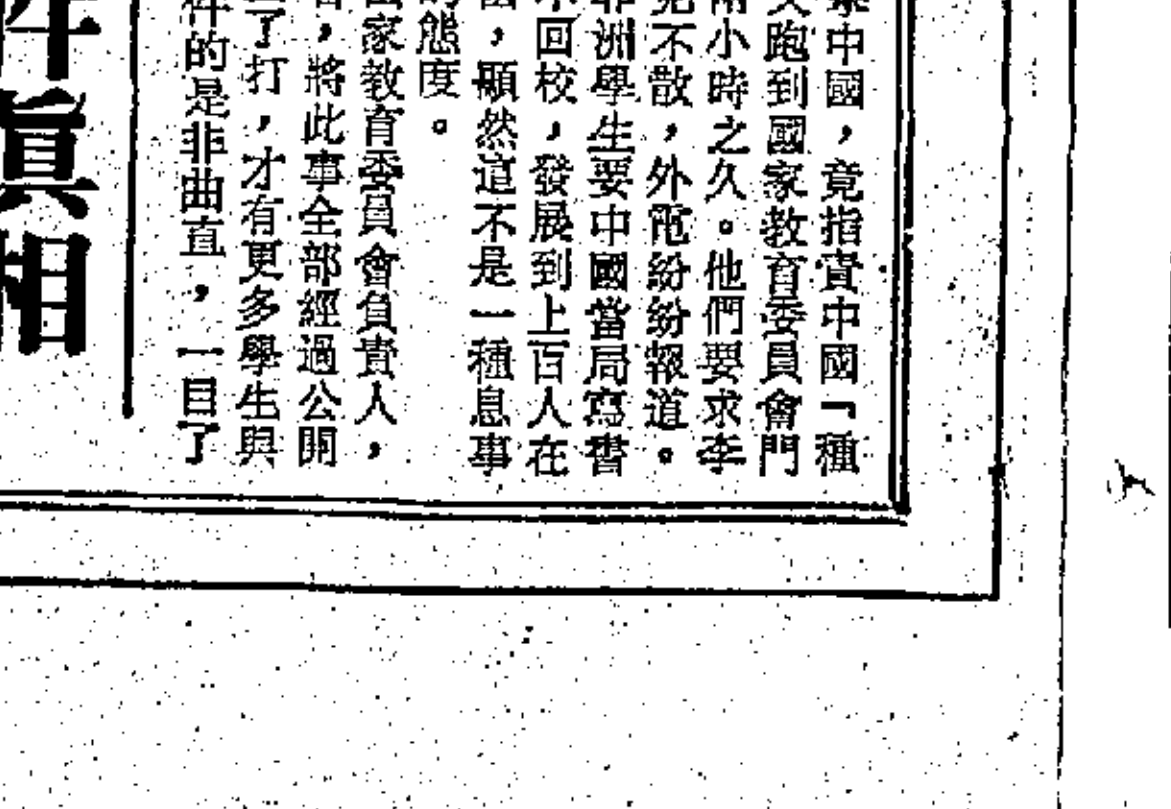 中國，竟指責中國「種
跑到國家教育委員會門
兩小時之久。他們要求李
不散，外電紛紛報道。
非洲學生要中國當局寫書
不回校，發展到上百人在
，顯然這不是一種息事
的態度。
國家教育委員會負責人，
，將此事全部經過公開
了打，才有更多學生與
件的是非曲直，一目了
件真相